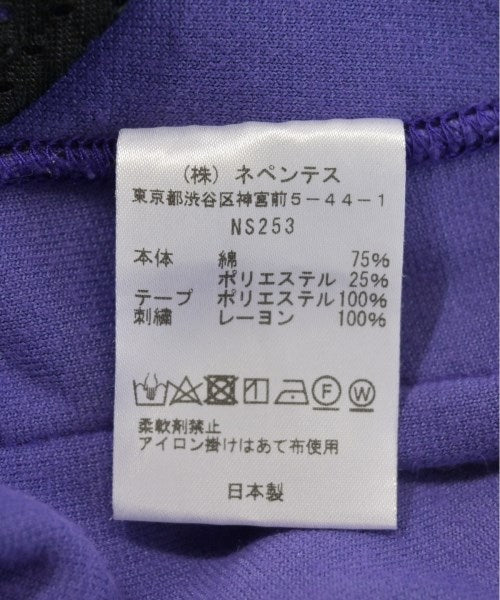 (株) ネペンテス
東京都渋谷区神宮前5-44-1
NS253
本体 綿 75%
ポリエステル 25%
テープ ポリエステル 100%
刺繍 レーヨン 100%
F W
柔軟剤禁止
アイロン掛けはあて布使用
日本製